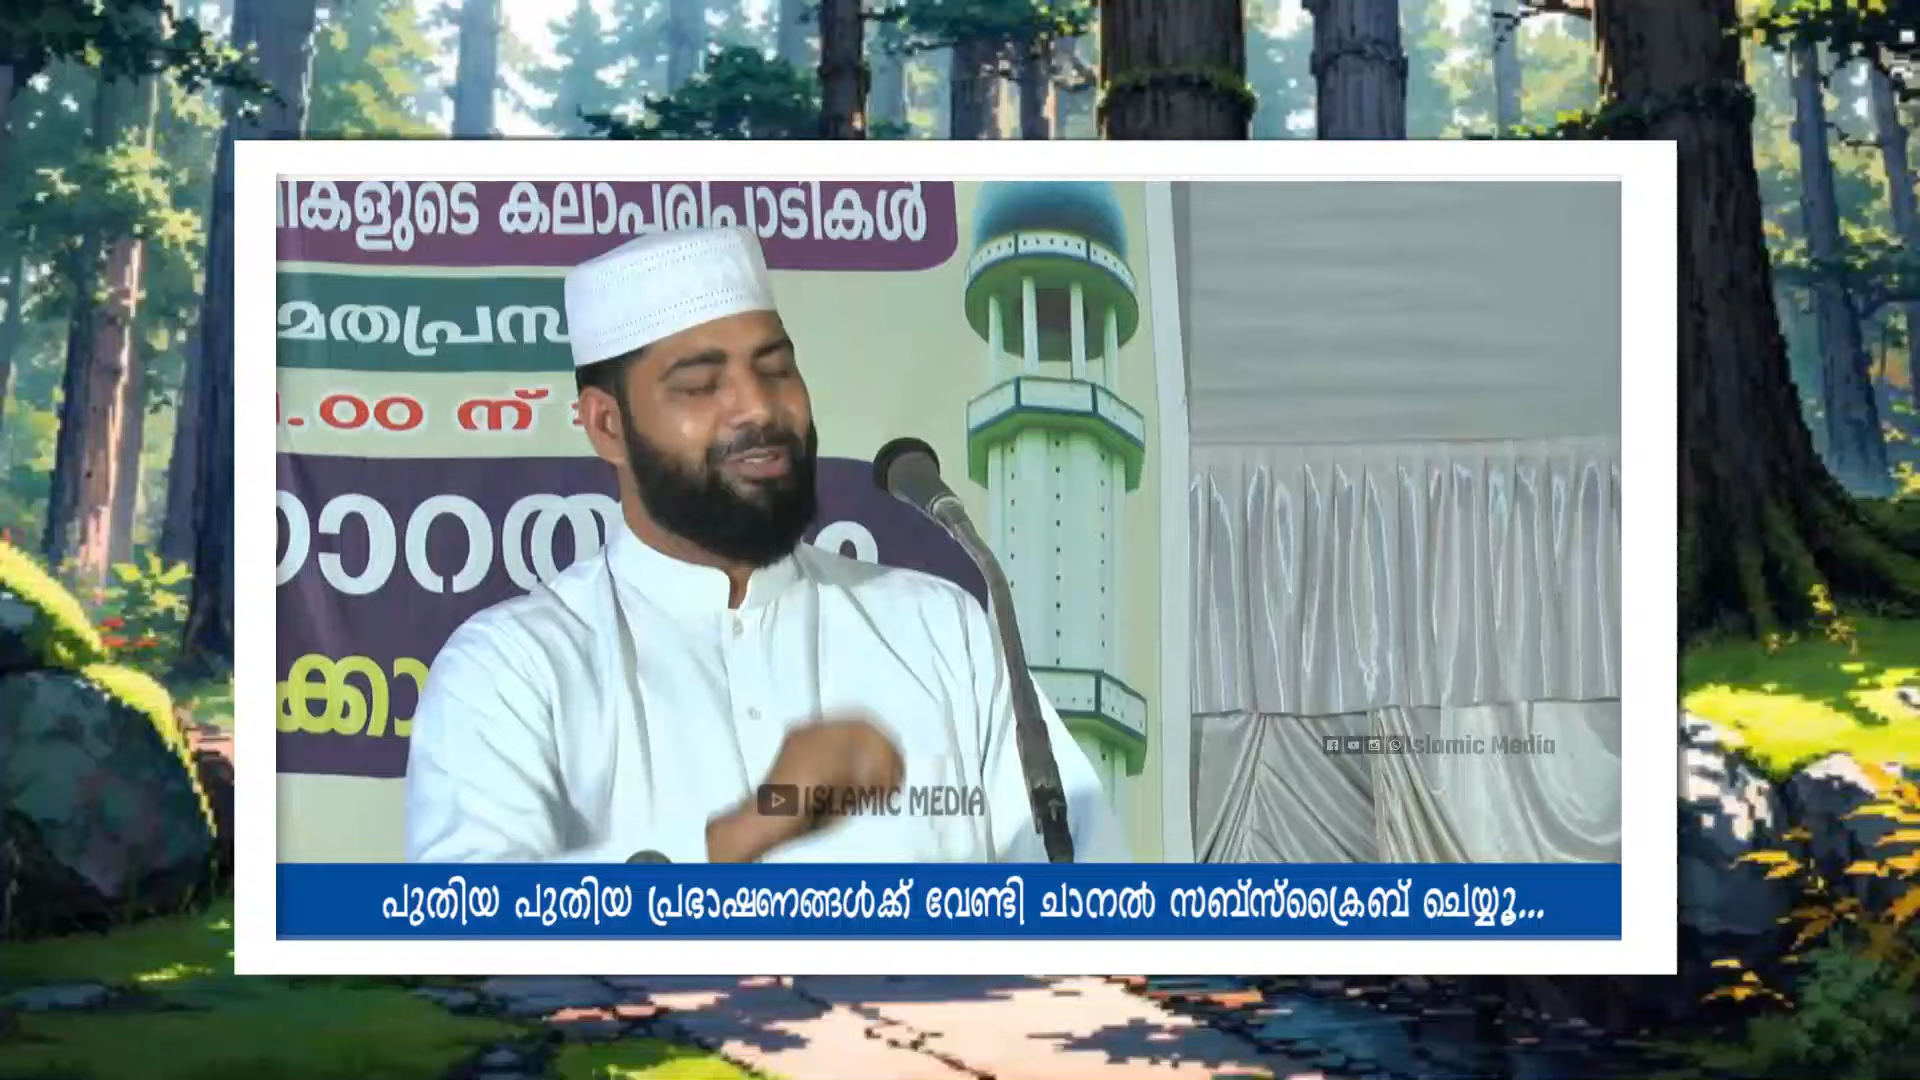 കളുടെ കലാപരിപാടികൾ
മതപ്രസ
.00 ന്
ക്കാ
ISLAMIC MEDIA
Islamic Media
പുതിയ പുതിയ പ്രഭാഷണങ്ങൾക്ക് വേണ്ടി ചാനൽ സബ്സ്ക്രൈബ് ചെയ്യൂ...